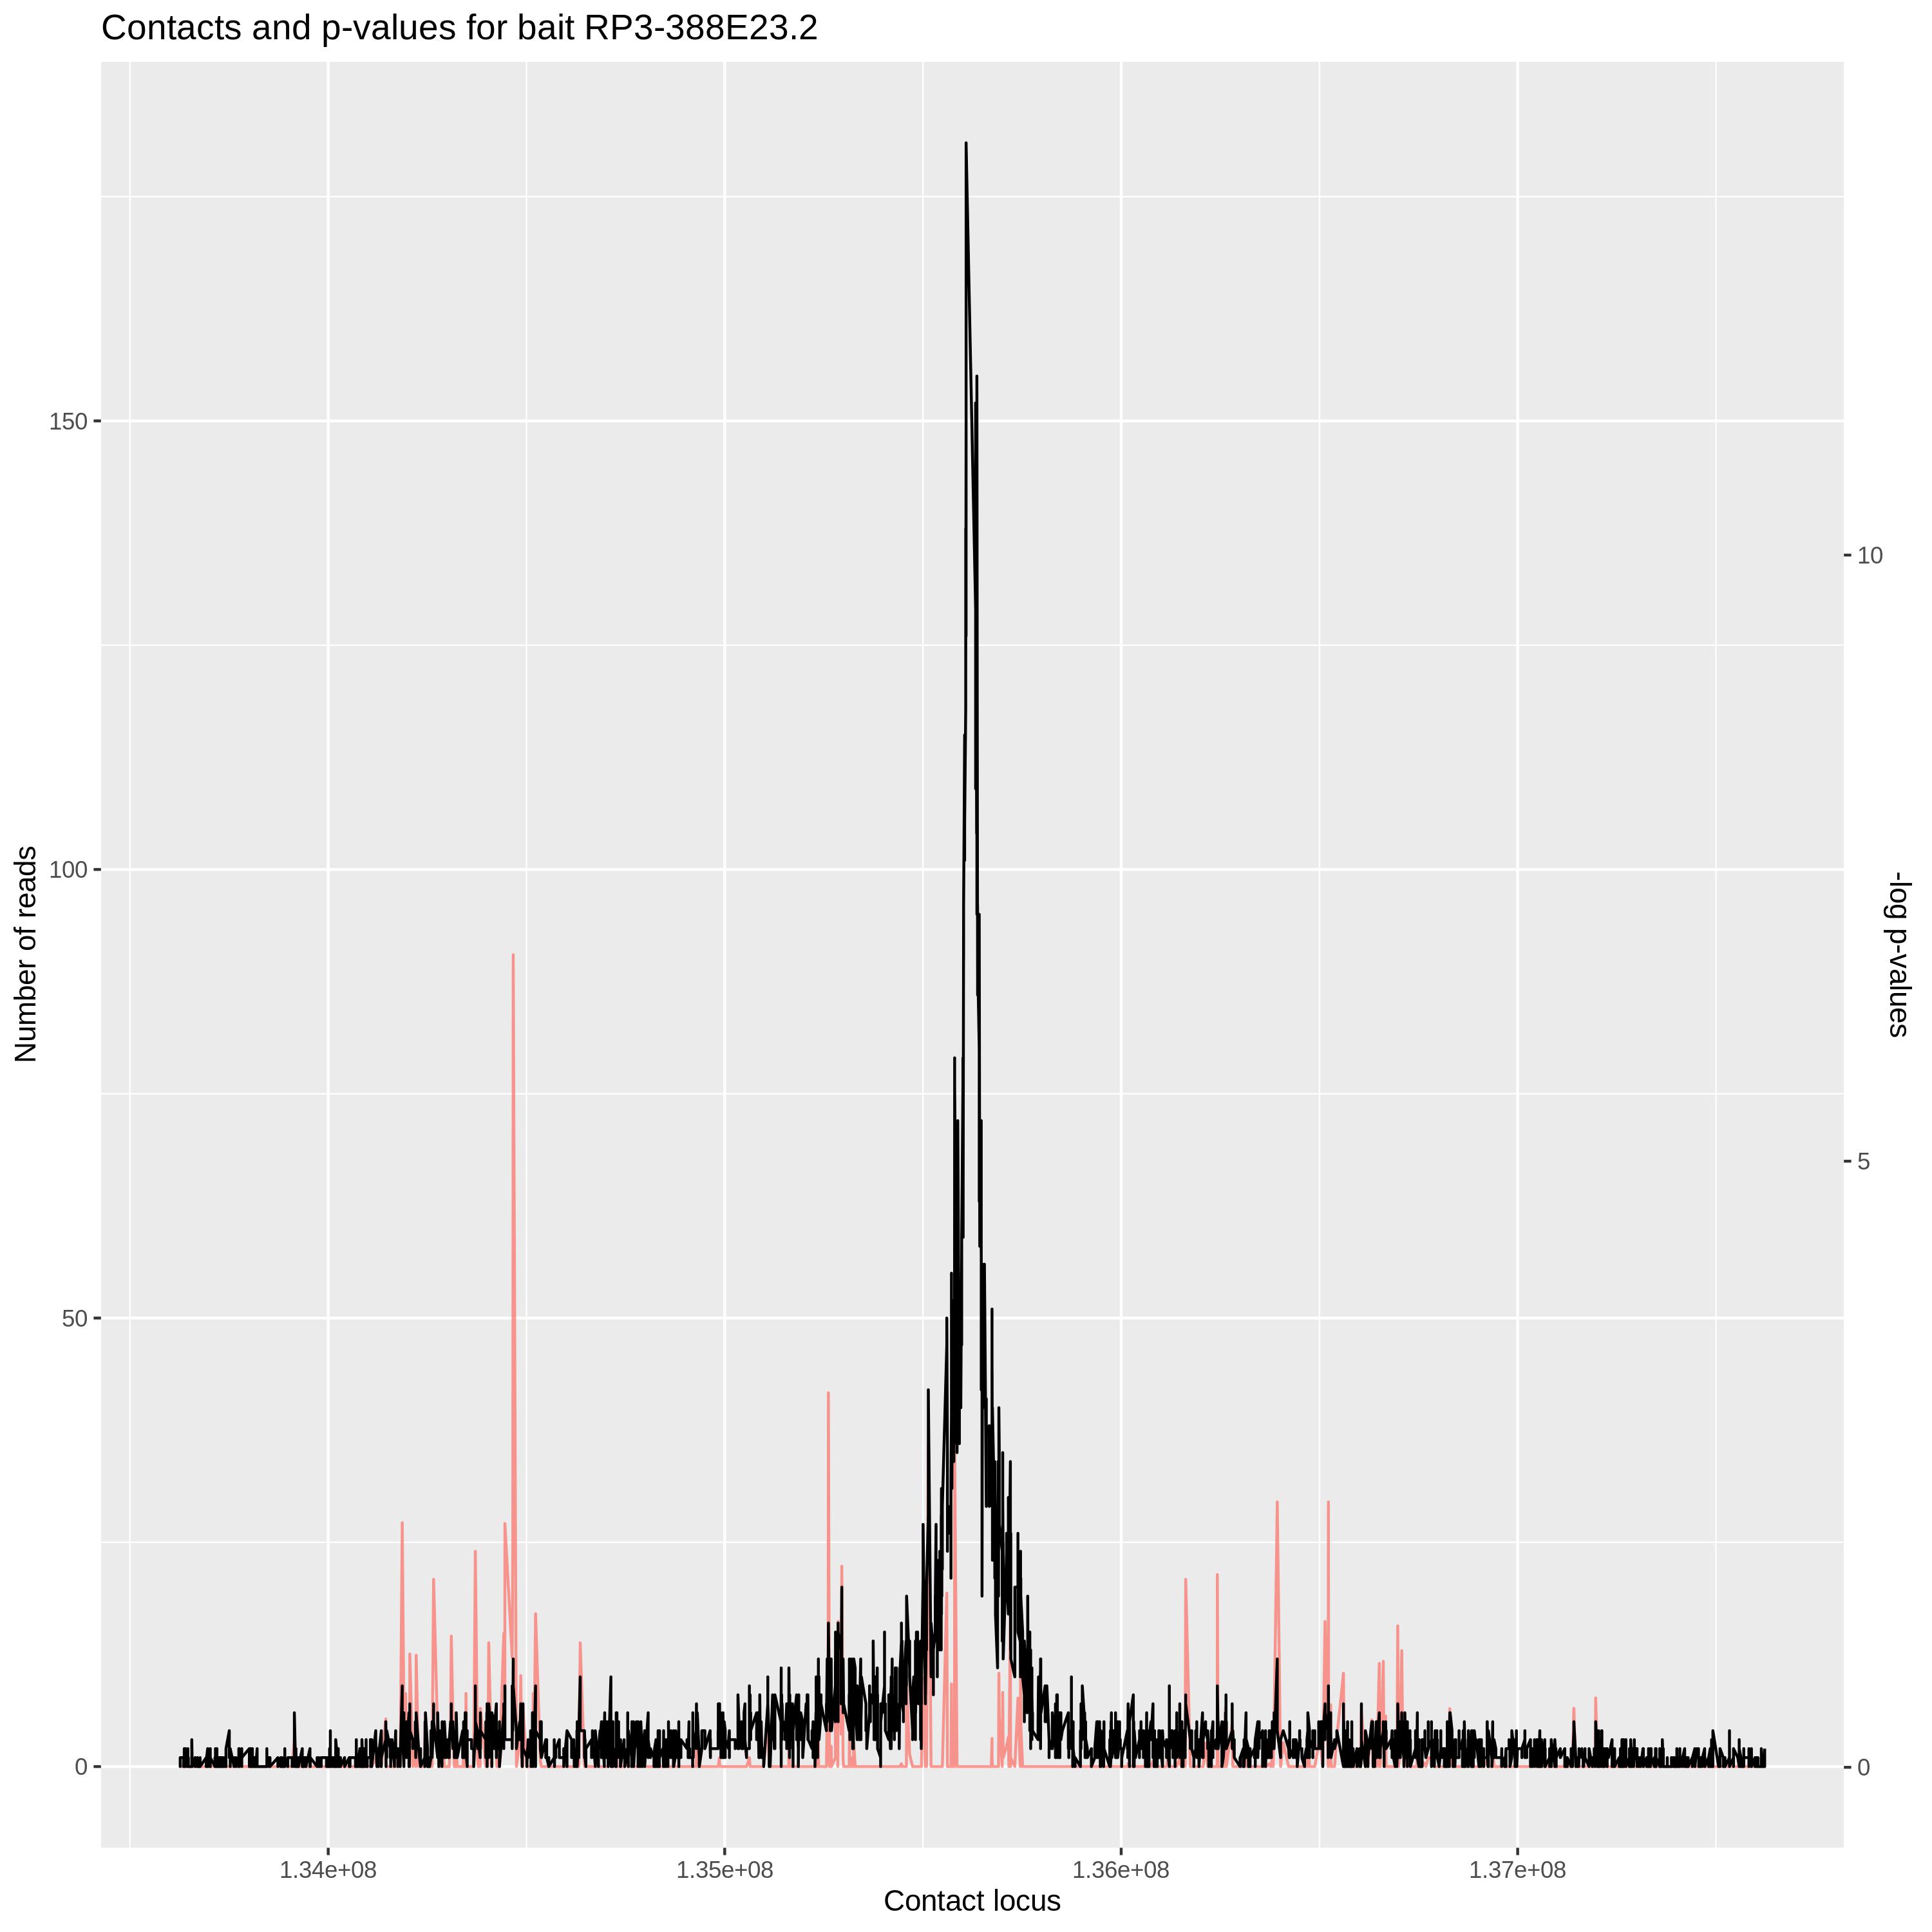 Contacts and p-values for bait RP3-388E23.2
Number of reads
150
100
50
0
10
5
0
-log p-values
1.34e+08 1.35e+08 1.36e+08 1.37e+08
Contact locus